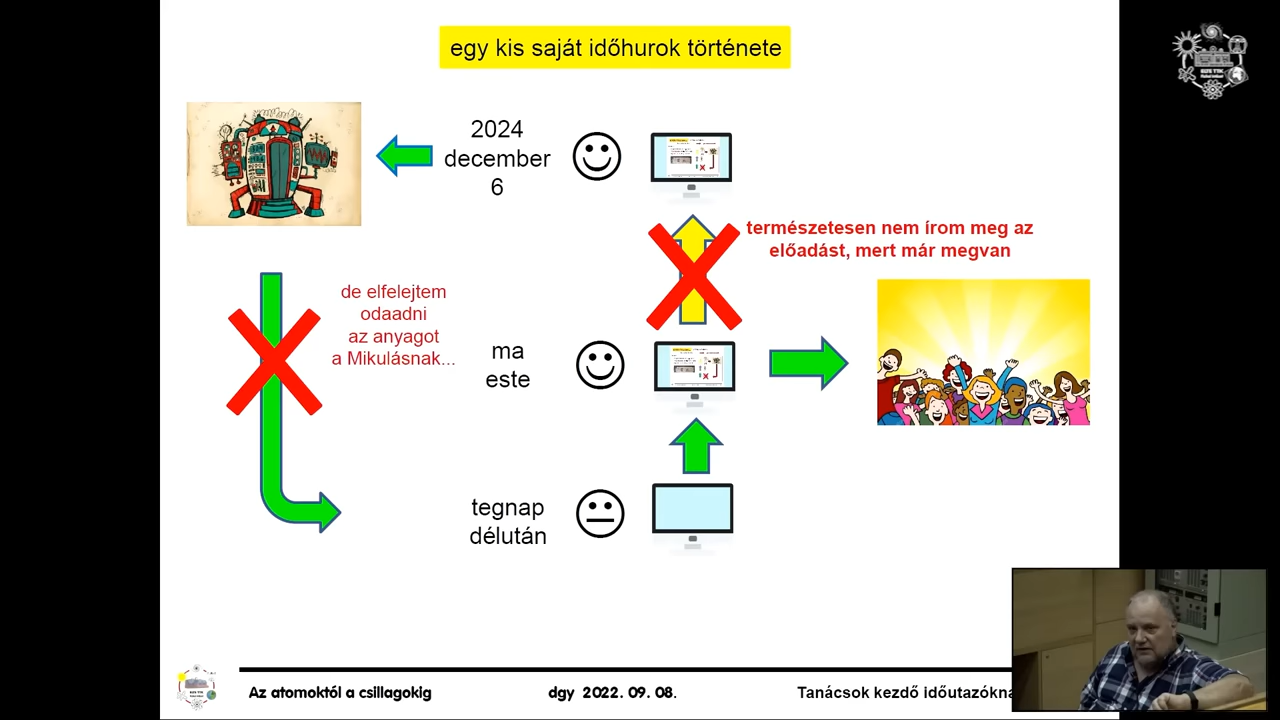 egy kis saját időhurok története
2024
december
6
természetesen nem írom meg az
előadást, mert már megvan
de elfelejtem
odaadni
az anyagot
a Mikulásnak...
ma
este
tegnap
délután
Az atomoktól a csillagokig
dgy 2022. 09. 08.
Tanácsok kezdő időutazókna